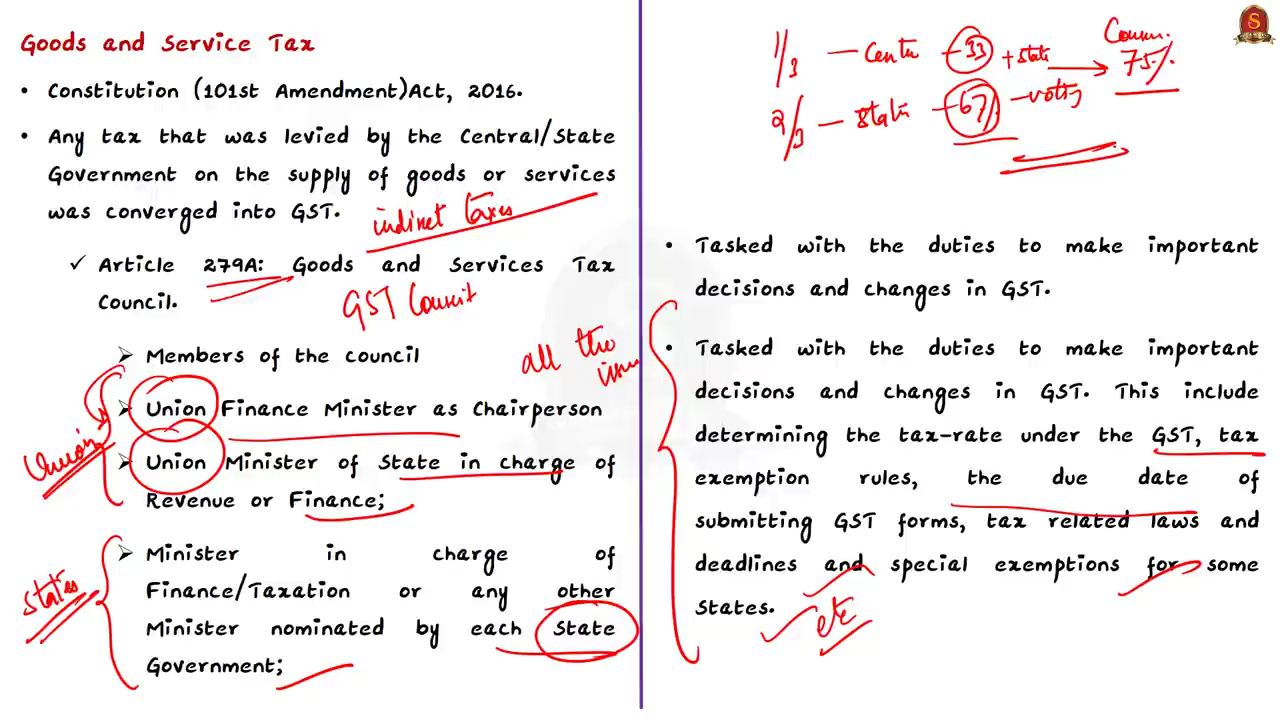 Goods and Service Tax
• Constitution (101st Amendment)Act, 2016.
• Any tax that was levied by the Central/State
Government on the supply of goods or services
was converged into GST.
indirect taxes
✓ Article 279A: Goods and Services Tax
Council.
GST Council
➢ Members of the council
➢ Union Finance Minister as Chairperson
➢ Union Minister of State in charge of
Revenue or Finance;
Union
➢ Minister in charge of
Finance/Taxation or any other
Minister nominated by each State
Government;
States
all the
1/3 — Centre — 33 + state
2/3 — state — 67% — voting
75%
• Tasked with the duties to make important
decisions and changes in GST.
• Tasked with the duties to make important
decisions and changes in GST. This include
determining the tax-rate under the GST, tax
exemption rules, the due date of
submitting GST forms, tax related laws and
deadlines and special exemptions for some
States.
etc